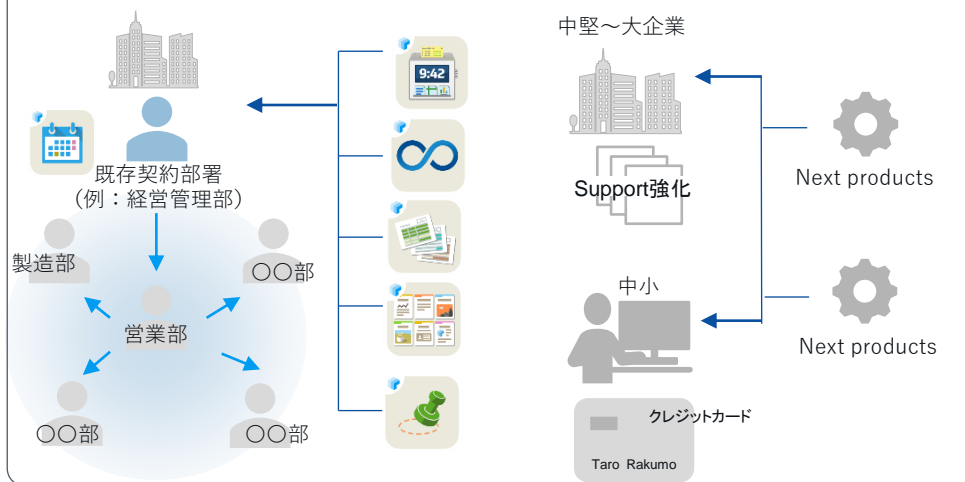 既存契約部署
（例：経営管理部）
製造部
〇〇部
営業部
〇〇部
〇〇部
9:42
中堅～大企業
Support強化
Next products
中小
Next products
クレジットカード
Taro Rakumo